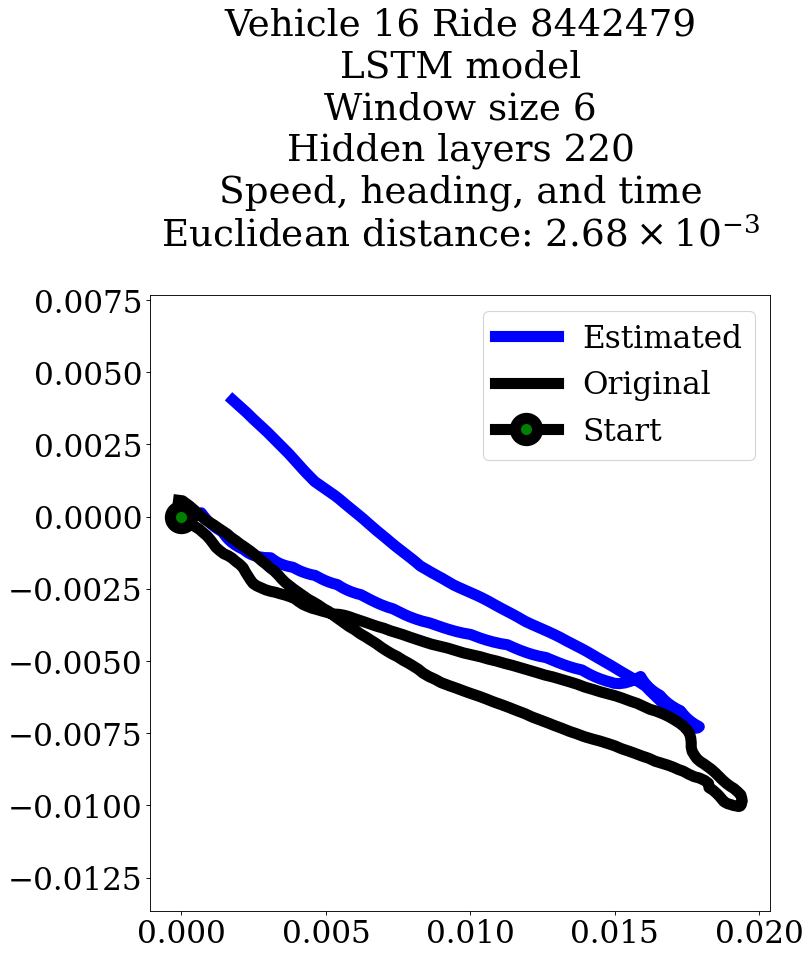 Vehicle 16 Ride 8442479
LSTM model
Window size 6
Hidden layers 220
Speed, heading, and time
Euclidean distance: 2.68 × 10⁻³
0.0075
0.0050
0.0025
0.0000
−0.0025
−0.0050
−0.0075
−0.0100
−0.0125
Estimated
Original
Start
0.000 0.005 0.010 0.015 0.020